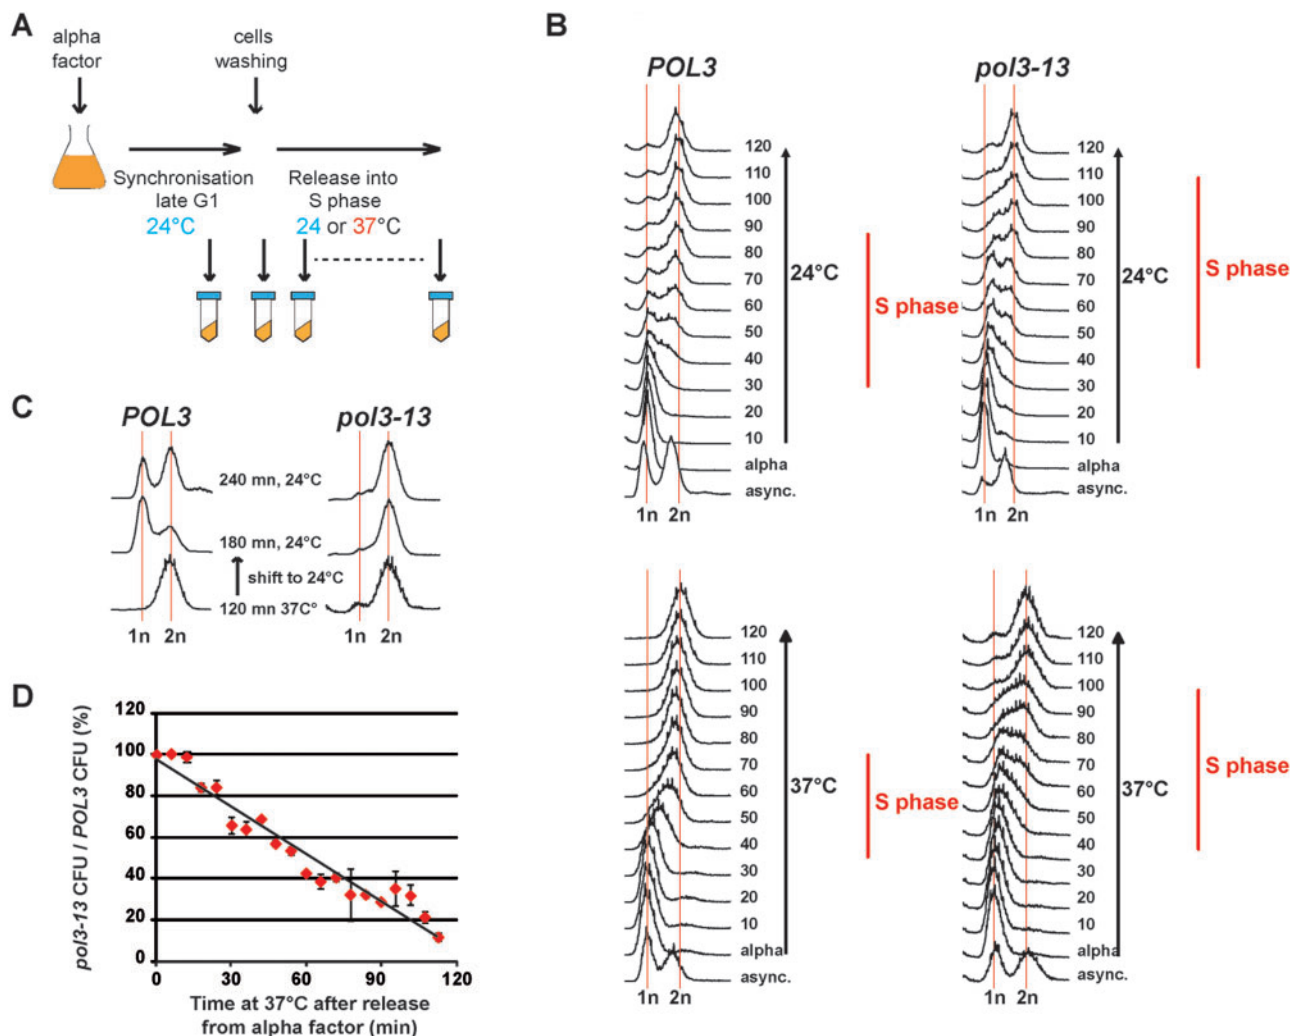 A
alpha
factor
cells
washing
Synchronisation
late G1
24°C
Release into
S phase
24 or 37°C
B
POL3
120
110
100
90
80
70
60
50
40
30
20
10
alpha
async.
24°C
S phase
1n 2n
pol3-13
120
110
100
90
80
70
60
50
40
30
20
10
alpha
async.
24°C
S phase
1n 2n
120
110
100
90
80
70
60
50
40
30
20
10
alpha
async.
37°C
S phase
1n 2n
120
110
100
90
80
70
60
50
40
30
20
10
alpha
async.
37°C
S phase
1n 2n
C
POL3 pol3-13
240 mn, 24°C
180 mn, 24°C
shift to 24°C
120 mn 37C°
1n 2n 1n 2n
D
pol3-13 CFU / POL3 CFU (%)
120
100
80
60
40
20
0
0 30 60 90 120
Time at 37°C after release
from alpha factor (min)